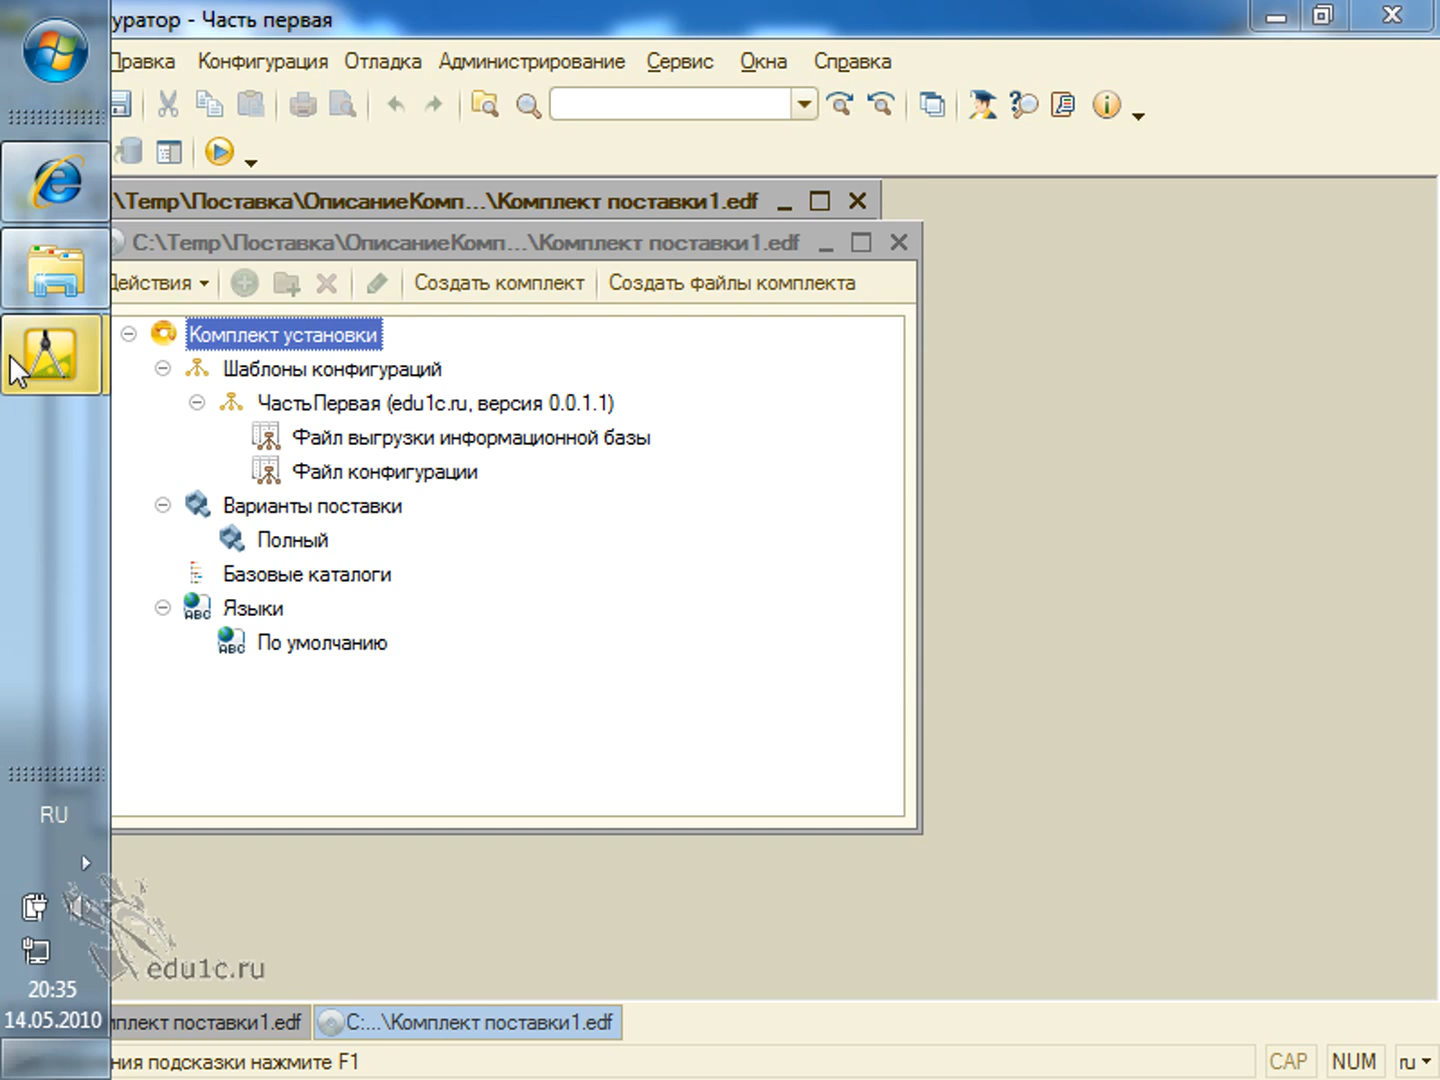 уратор - Часть первая
Правка Конфигурация Отладка Администрирование Сервис Окна Справка
\Temp\Поставка\ОписаниеКомп...\Комплект поставки1.edf
C:\Temp\Поставка\ОписаниеКомп...\Комплект поставки1.edf
Действия Создать комплект Создать файлы комплекта
Комплект установки
Шаблоны конфигураций
ЧастьПервая (edu1c.ru, версия 0.0.1.1)
Файл выгрузки информационной базы
Файл конфигурации
Варианты поставки
Полный
Базовые каталоги
Языки
По умолчанию
RU
edu1c.ru
20:35
14.05.2010
мплект поставки1.edf C:...\Комплект поставки1.edf
ния подсказки нажмите F1 CAP NUM ru